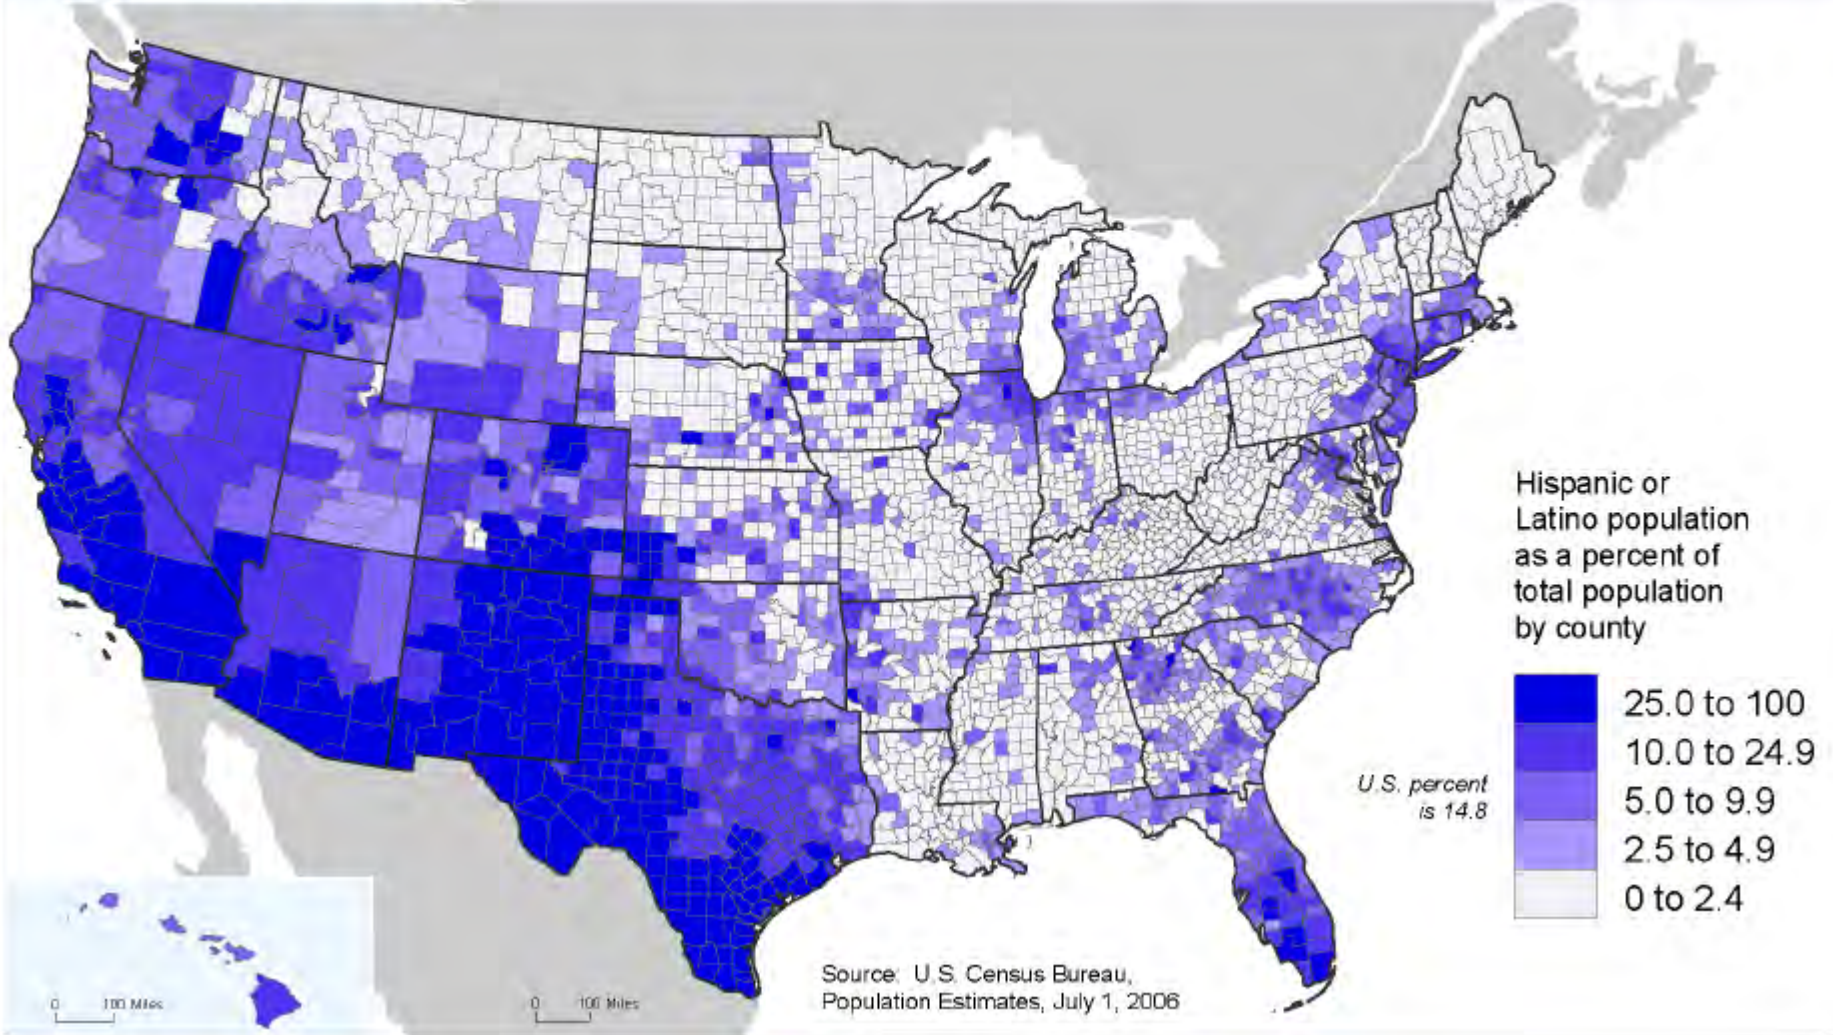 Hispanic or
Latino population
as a percent of
total population
by county
25.0 to 100
10.0 to 24.9
5.0 to 9.9
2.5 to 4.9
0 to 2.4
U.S. percent
is 14.8
Source: U.S. Census Bureau,
Population Estimates, July 1, 2006
0 100 Miles
0 100 Miles